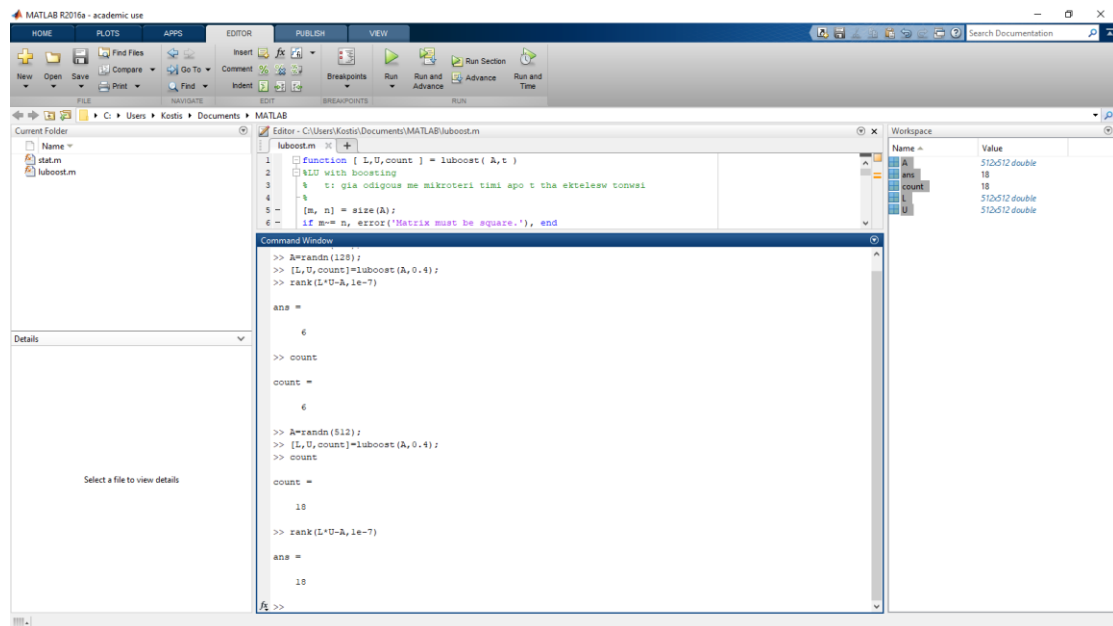 MATLAB R2016a - academic use
HOME PLOTS APPS EDITOR PUBLISH VIEW Search Documentation
New Open Save Find Files Compare Print Go To Find Insert Comment Indent fx Breakpoints Run Run and Advance Run Section Advance Run and Time
FILE NAVIGATE EDIT BREAKPOINTS RUN
C: Users Kostis Documents MATLAB
Current Folder
Name
stat.m
luboost.m
Details
Select a file to view details
Editor - C:\Users\Kostis\Documents\MATLAB\luboost.m
luboost.m
1 function [ L,U,count ] = luboost( A,t )
2 %LU with boosting
3 % t: gia odigous me mikroteri timi apo t tha ektelesw tonwsi
4 %
5 - [m, n] = size(A);
6 - if m~= n, error('Matrix must be square.'), end
Command Window
>> A=randn(128);
>> [L,U,count]=luboost(A,0.4);
>> rank(L*U-A,1e-7)
ans =
6
>> count
count =
6
>> A=randn(512);
>> [L,U,count]=luboost(A,0.4);
>> count
count =
18
>> rank(L*U-A,1e-7)
ans =
18
fx >>
Workspace
Name Value
A 512x512 double
ans 18
count 18
L 512x512 double
U 512x512 double